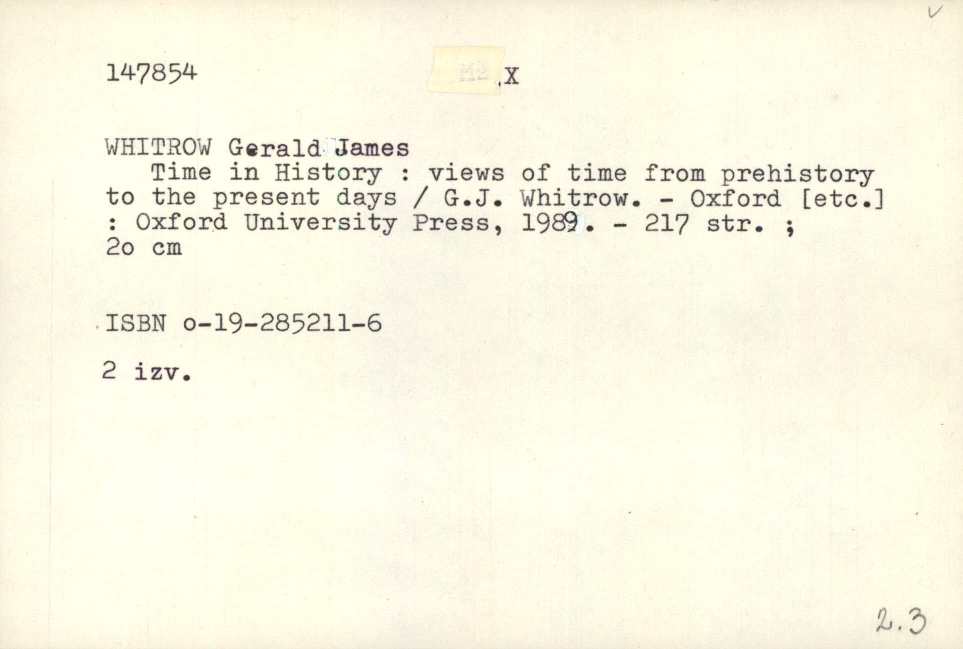 147854 .X
WHITROW Gerald James
Time in History : views of time from prehistory
to the present days / G.J. Whitrow. - Oxford [etc.]
: Oxford University Press, 1989. - 217 str. ;
2o cm
ISBN o-19-285211-6
2 izv.
2.3